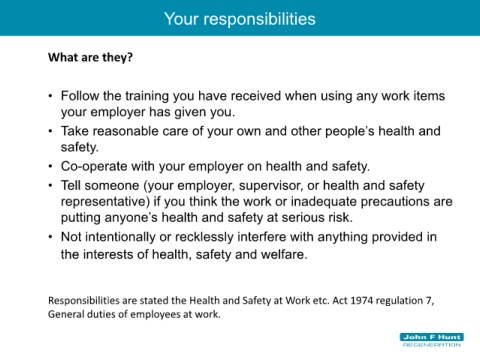 Your responsibilities
What are they?
• Follow the training you have received when using any work items
your employer has given you.
• Take reasonable care of your own and other people's health and
safety.
• Co-operate with your employer on health and safety.
• Tell someone (your employer, supervisor, or health and safety
representative) if you think the work or inadequate precautions are
putting anyone's health and safety at serious risk.
• Not intentionally or recklessly interfere with anything provided in
the interests of health, safety and welfare.
Responsibilities are stated the Health and Safety at Work etc. Act 1974 regulation 7,
General duties of employees at work.
John F Hunt
REGENERATION